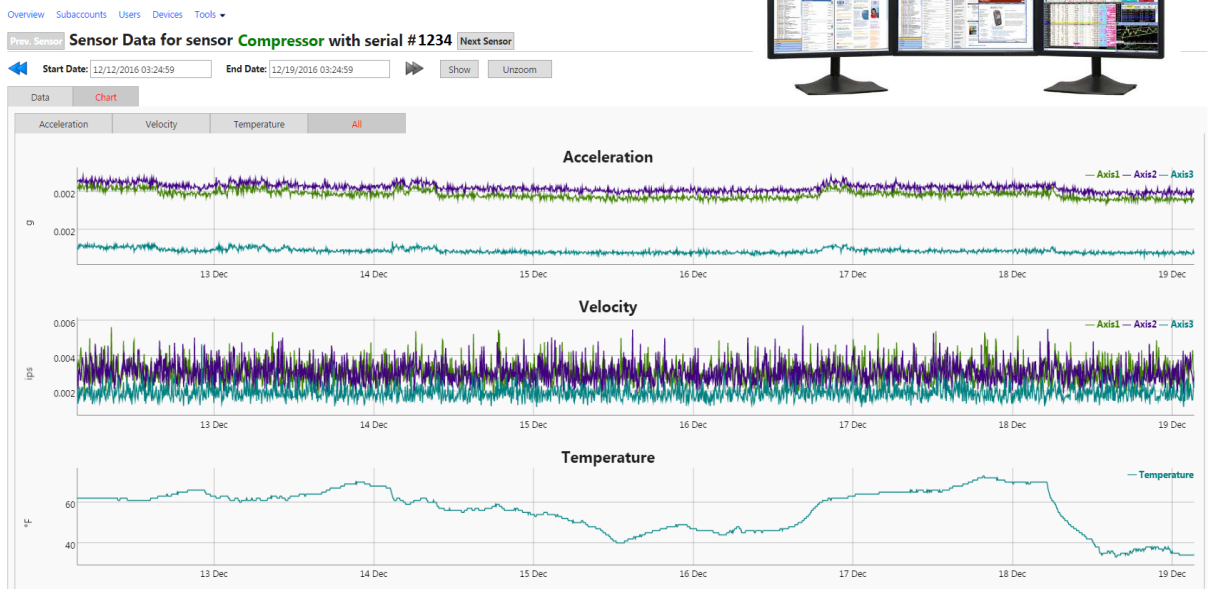 Overview Subaccounts Users Devices Tools
Prev. Sensor Sensor Data for sensor Compressor with serial #1234 Next Sensor
Start Date: 12/12/2016 03:24:59 End Date: 12/19/2016 03:24:59 Show Unzoom
Data Chart
Acceleration Velocity Temperature All
Acceleration
Axis1 Axis2 Axis3
0.002
g
0.002
13 Dec 14 Dec 15 Dec 16 Dec 17 Dec 18 Dec 19 Dec
Velocity
0.006
Axis1 Axis2 Axis3
0.004
ips
0.002
13 Dec 14 Dec 15 Dec 16 Dec 17 Dec 18 Dec 19 Dec
Temperature
Temperature
60
°F
40
13 Dec 14 Dec 15 Dec 16 Dec 17 Dec 18 Dec 19 Dec